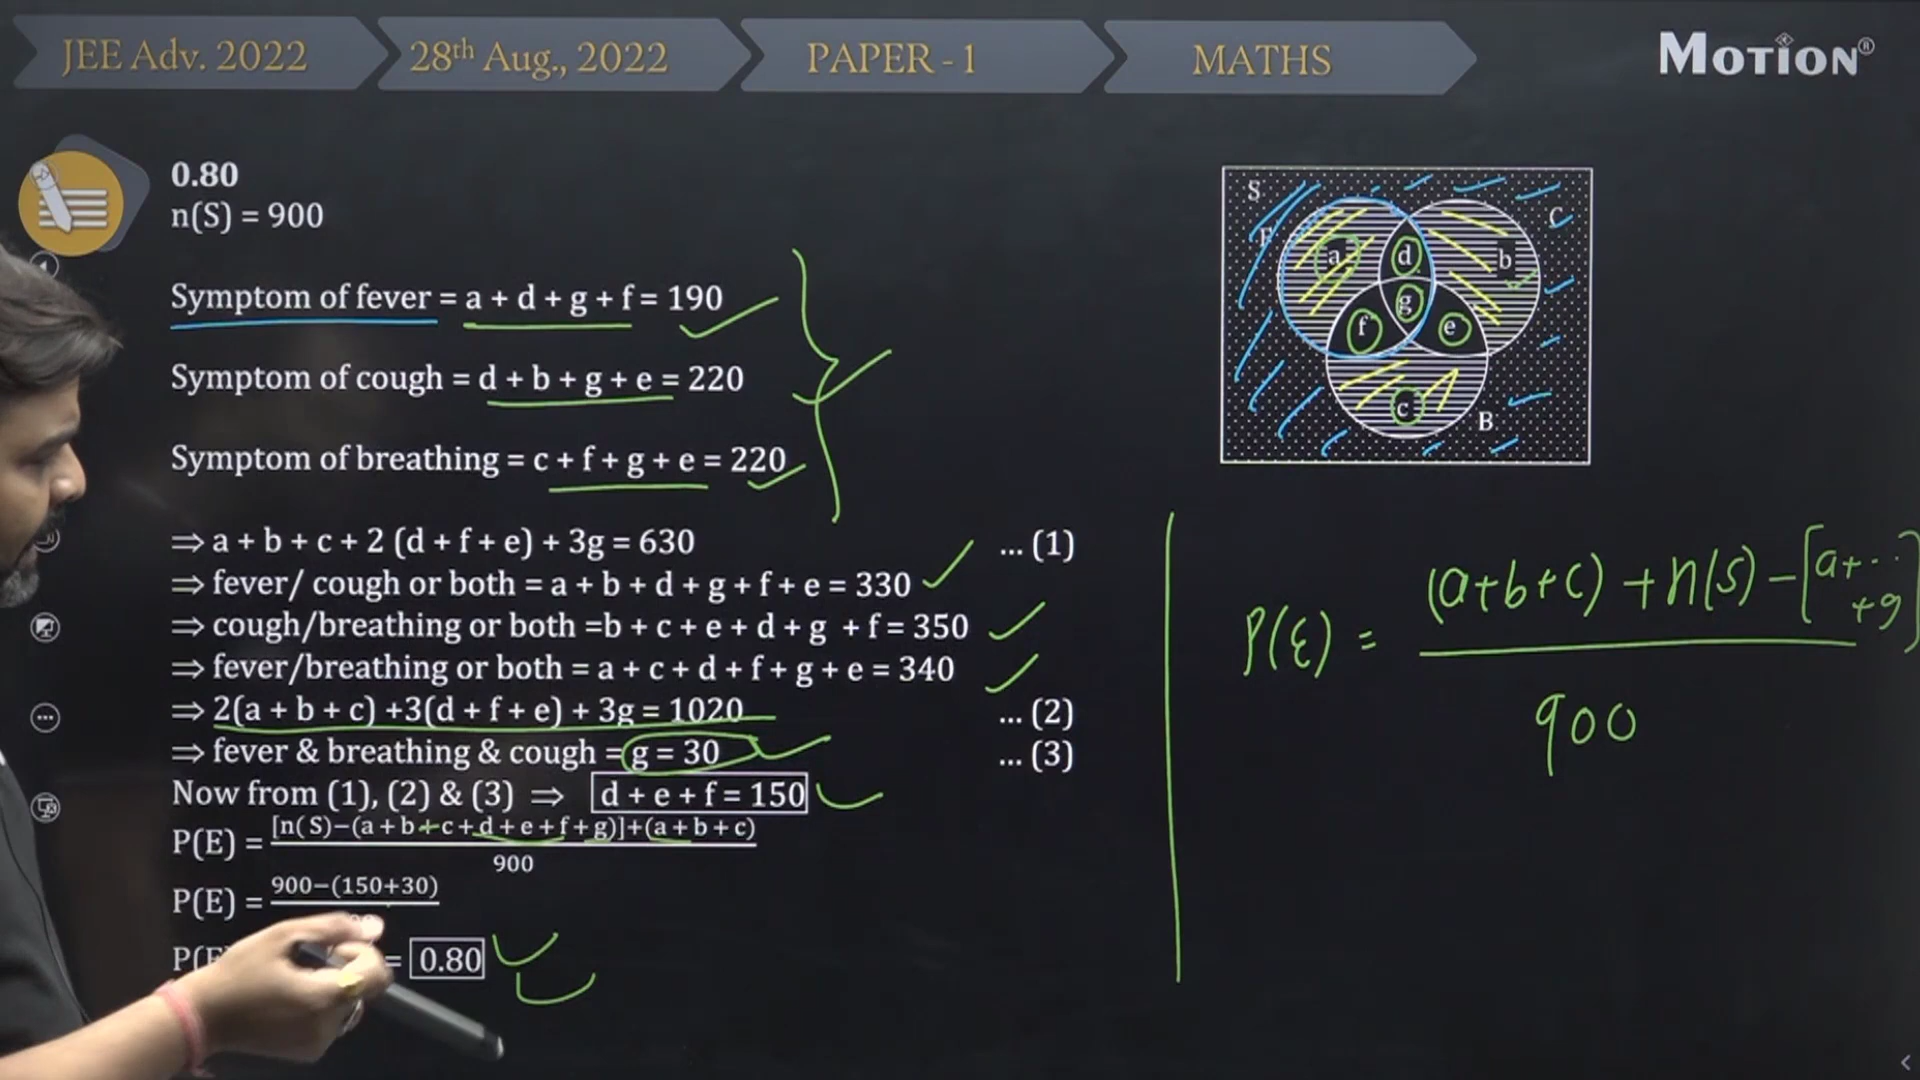 JEE Adv. 2022
28th Aug., 2022
PAPER - 1
MATHS
MOTION®
0.80
n(S) = 900
Symptom of fever = a + d + g + f = 190
Symptom of cough = d + b + g + e = 220
Symptom of breathing = c + f + g + e = 220
⇒ a + b + c + 2 (d + f + e) + 3g = 630 ... (1)
⇒ fever/ cough or both = a + b + d + g + f + e = 330
⇒ cough/breathing or both =b + c + e + d + g + f = 350
⇒ fever/breathing or both = a + c + d + f + g + e = 340
⇒ 2(a + b + c) +3(d + f + e) + 3g = 1020 ... (2)
⇒ fever & breathing & cough = g = 30 ... (3)
Now from (1), (2) & (3) ⇒ d + e + f = 150
P(E) = [n(S)−(a+b+c+d+e+f+g)]+(a+b+c)
900
P(E) = 900−(150+30)
= 0.80
S
F
C
a
d
b
g
f
e
c
B
P(E) = (a+b+c) + n(S) − [a+...
+g]
900